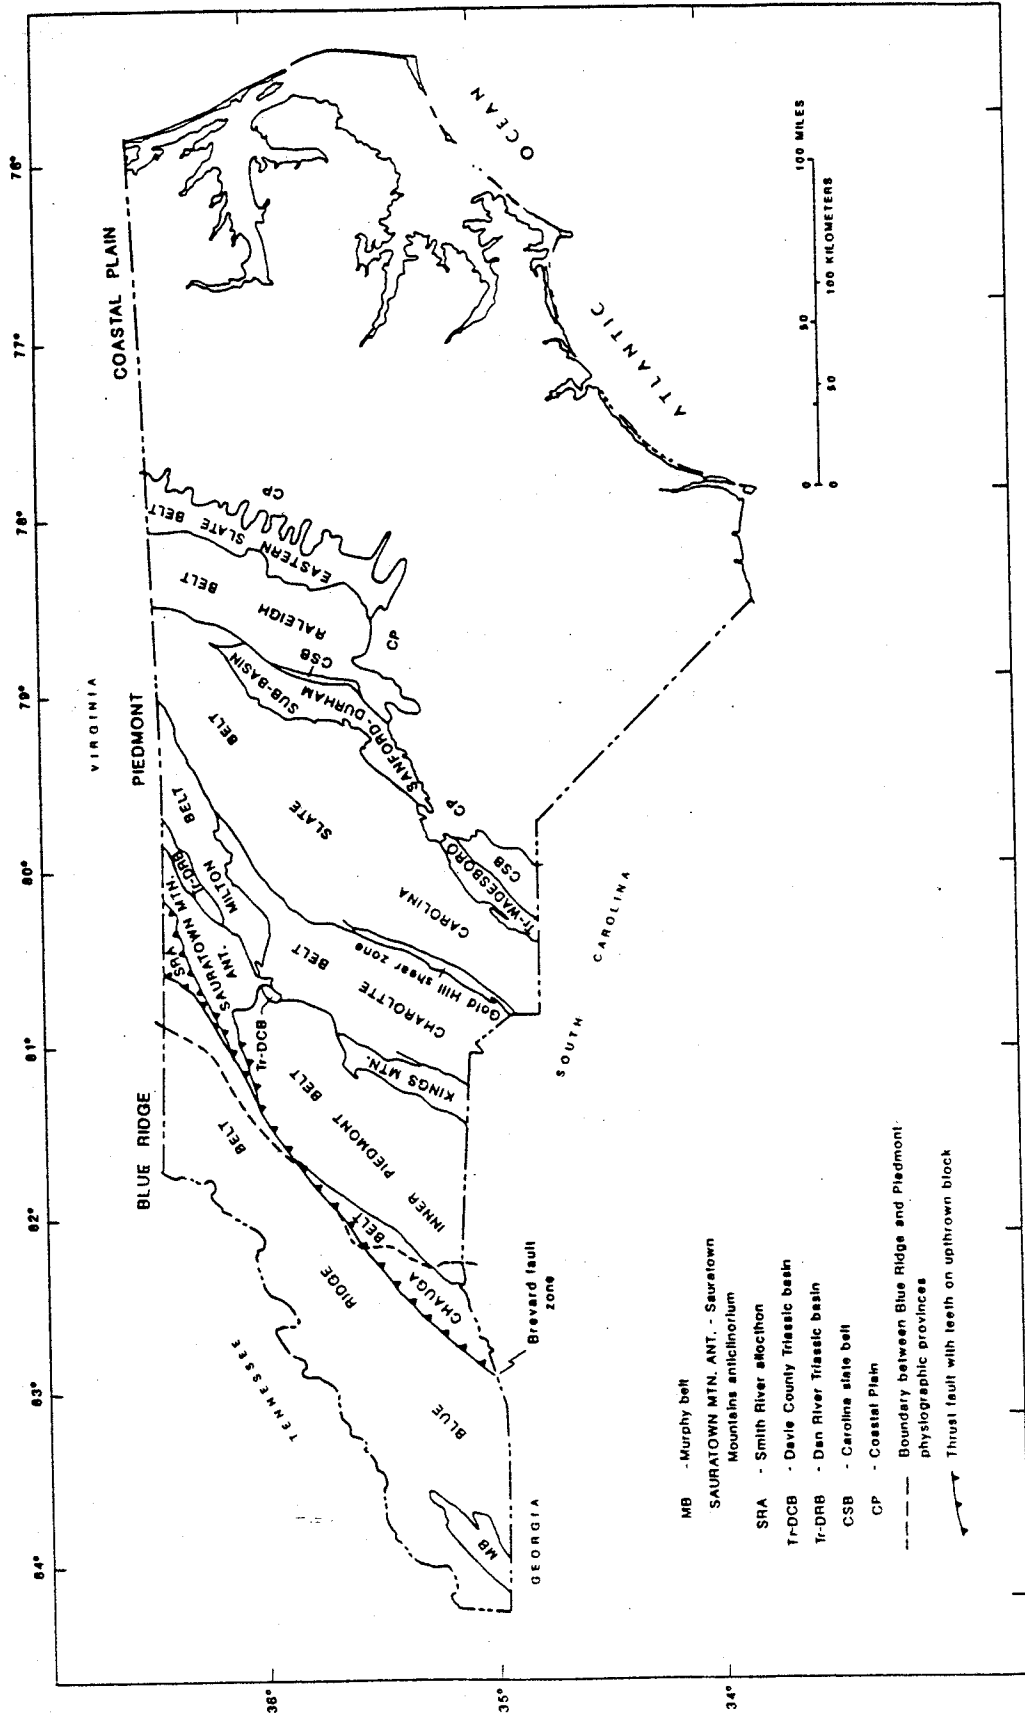 84°
83°
82°
81°
80°
79°
78°
77°
76°
36°
35°
34°
BLUE RIDGE
PIEDMONT
COASTAL PLAIN
VIRGINIA
TENNESSEE
GEORGIA
SOUTH CAROLINA
ATLANTIC OCEAN
MB
BLUE RIDGE BELT
CHAUGA BELT
Brevard fault
zone
INNER PIEDMONT BELT
SRA
SAURATOWN MTN.
ANT.
Tr-DRB
Tr-DCB
MILTON BELT
KINGS MTN.
CHAROLTTE BELT
Gold Hill shear zone
CAROLINA SLATE BELT
Tr-WADESBORO
CSB
CP
SANFORD-DURHAM
SUB-BASIN
CSB
RALEIGH BELT
CP
EASTERN SLATE BELT
CP
MB - Murphy belt
SAURATOWN MTN. ANT. - Sauratown
Mountains anticlinorium
SRA - Smith River allocthon
Tr-DCB - Davie County Triassic basin
Tr-DRB - Dan River Triassic basin
CSB - Carolina slate belt
CP - Coastal Plain
Boundary between Blue Ridge and Piedmont
physiographic provinces
Thrust fault with teeth on upthrown block
0 50 100 MILES
0 50 100 KILOMETERS